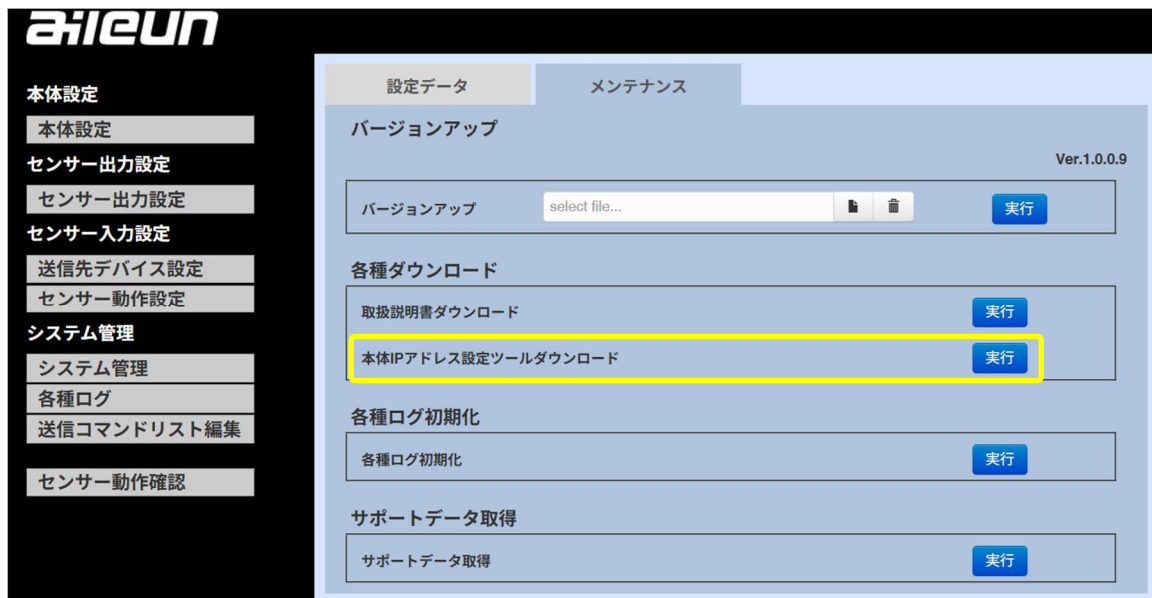 aileun
本体設定
本体設定
センサー出力設定
センサー出力設定
センサー入力設定
送信先デバイス設定
センサー動作設定
システム管理
システム管理
各種ログ
送信コマンドリスト編集
センサー動作確認
設定データ
メンテナンス
バージョンアップ
Ver.1.0.0.9
バージョンアップ select file... 実行
各種ダウンロード
取扱説明書ダウンロード 実行
本体IPアドレス設定ツールダウンロード 実行
各種ログ初期化
各種ログ初期化 実行
サポートデータ取得
サポートデータ取得 実行